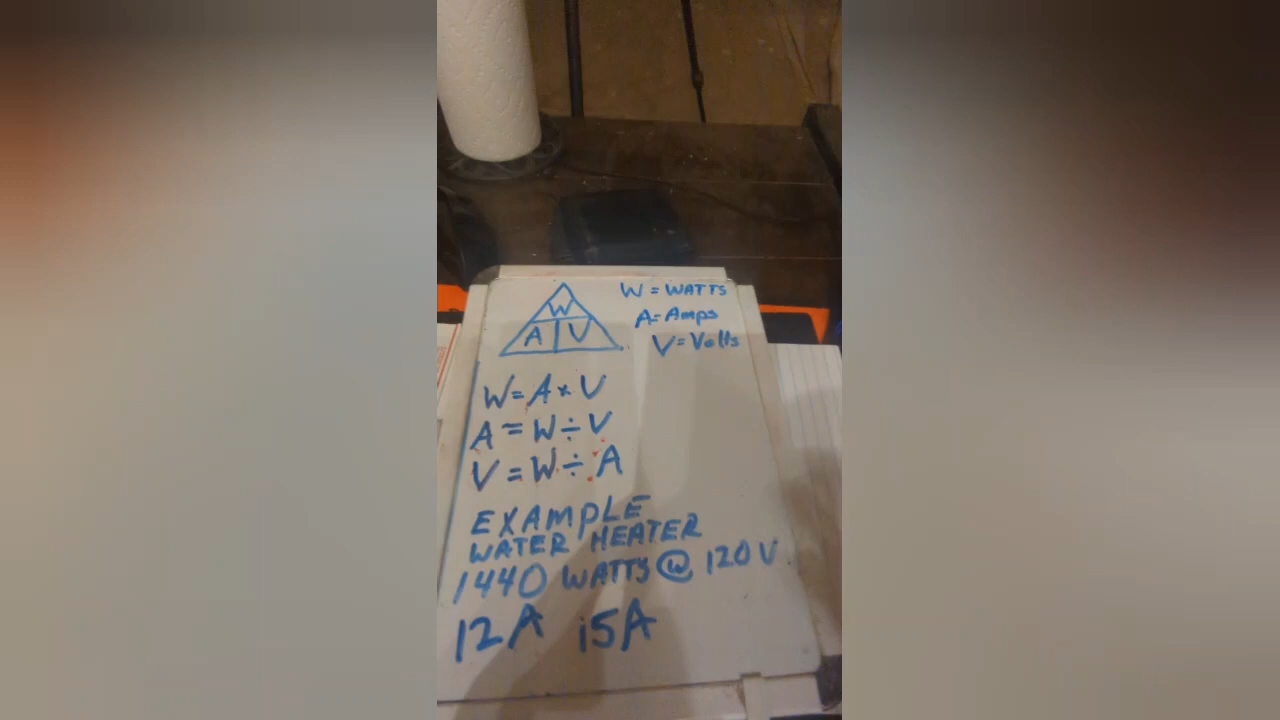 W
A V
W = WATTS
A = Amps
V = Volts
W = A × V
A = W ÷ V
V = W ÷ A
EXAMPLE
WATER HEATER
1440 WATTS @ 120 V
12A 15A